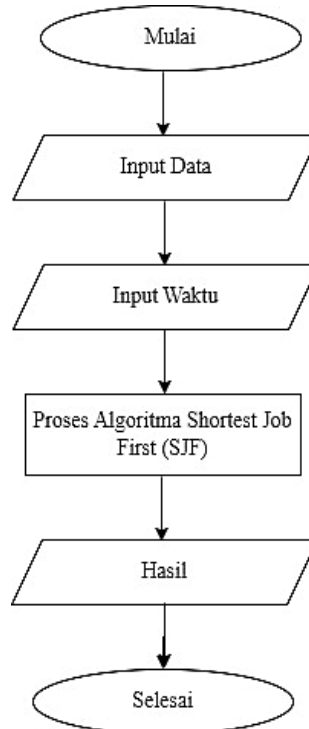 Mulai
Input Data
Input Waktu
Proses Algoritma Shortest Job
First (SJF)
Hasil
Selesai